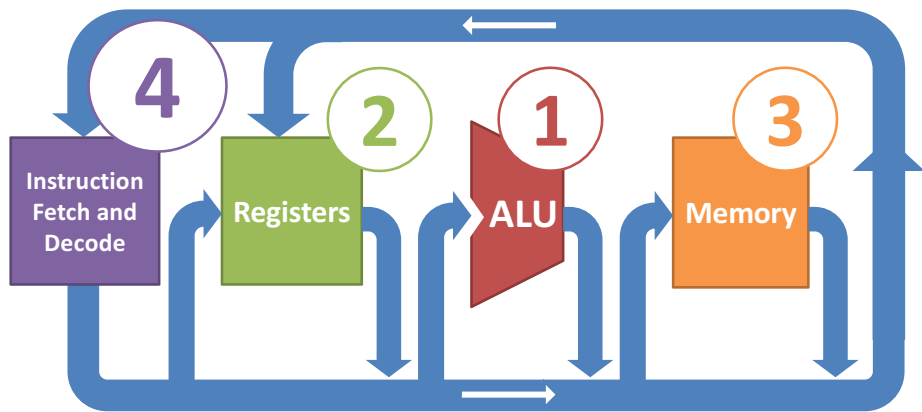 4
Instruction
Fetch and
Decode
2
Registers
1
ALU
3
Memory